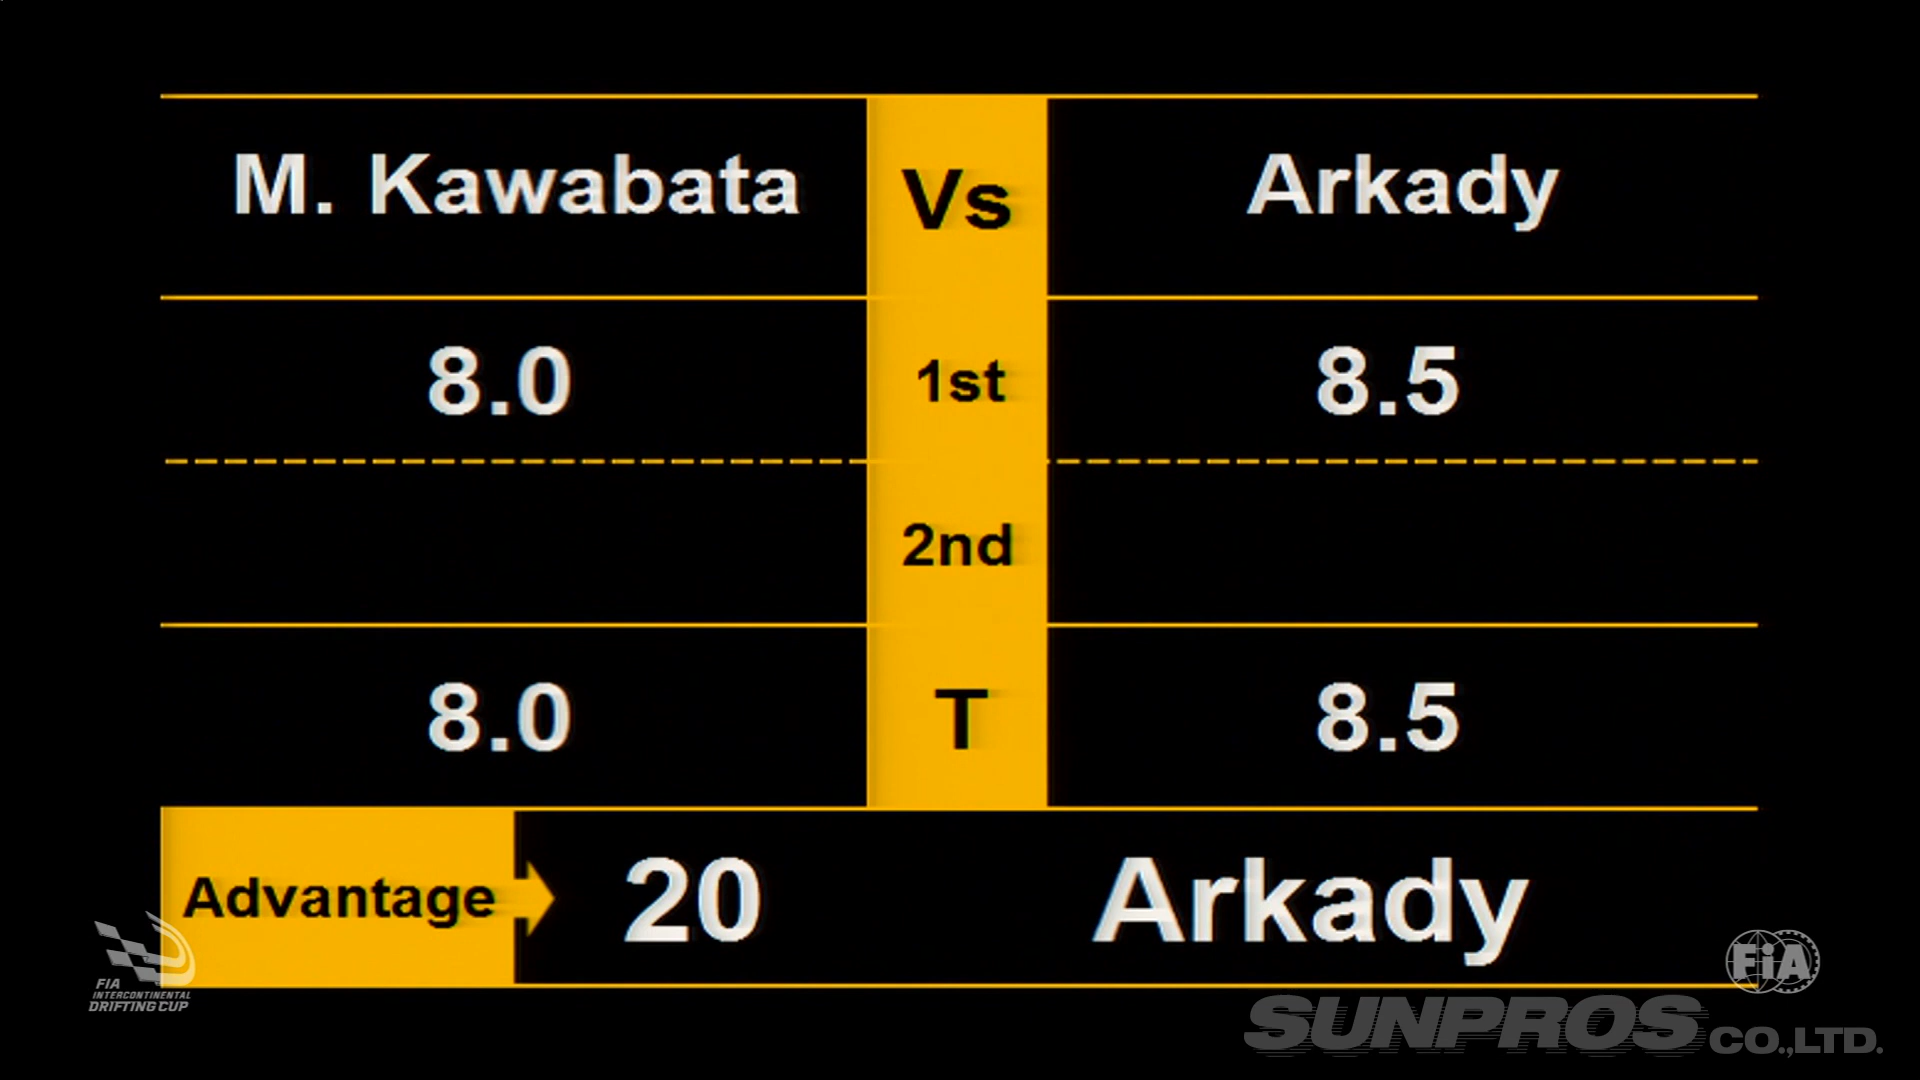 M. Kawabata Vs Arkady
8.0 1st 8.5
2nd
8.0 T 8.5
Advantage 20 Arkady
FIA
INTERCONTINENTAL
DRIFTING CUP
FiA
SUNPROS CO.,LTD.